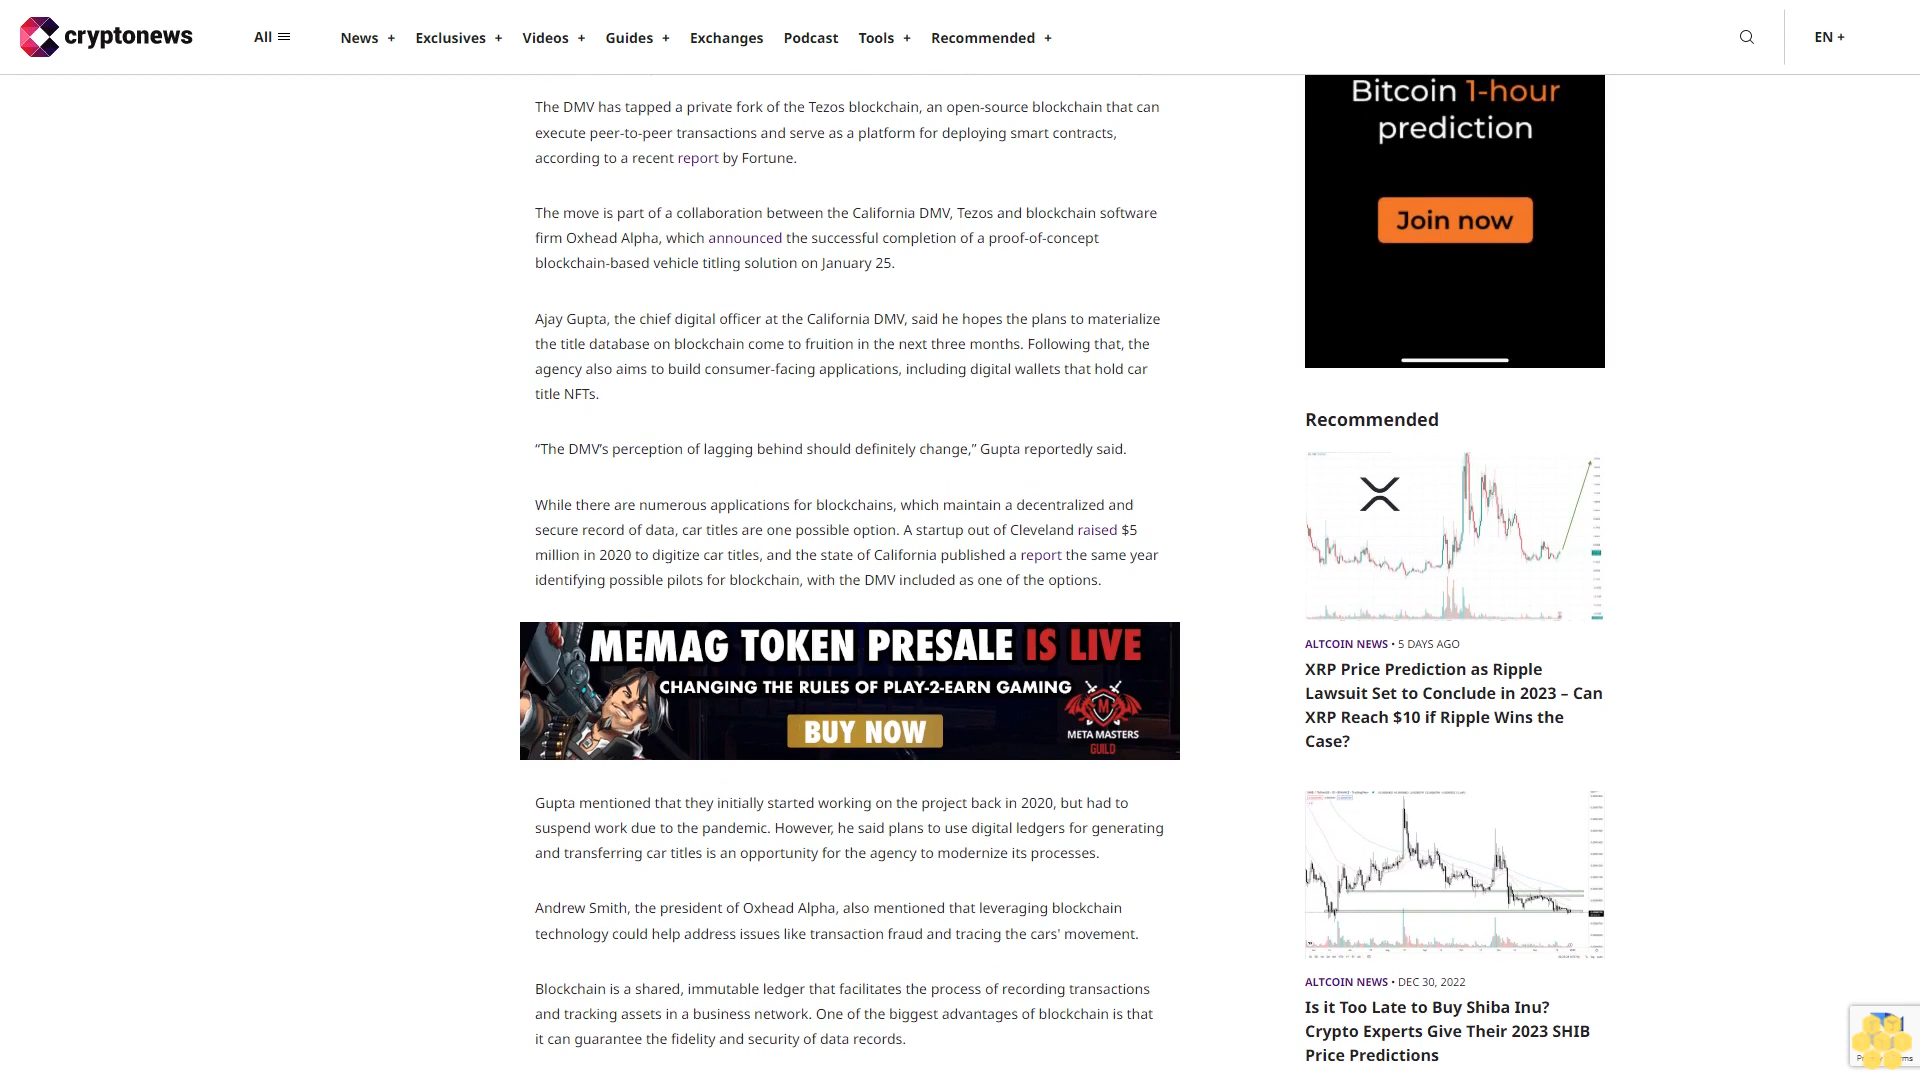 cryptonews
All
News +
Exclusives +
Videos +
Guides +
Exchanges
Podcast
Tools +
Recommended +
EN +
The DMV has tapped a private fork of the Tezos blockchain, an open-source blockchain that can
execute peer-to-peer transactions and serve as a platform for deploying smart contracts,
according to a recent report by Fortune.
The move is part of a collaboration between the California DMV, Tezos and blockchain software
firm Oxhead Alpha, which announced the successful completion of a proof-of-concept
blockchain-based vehicle titling solution on January 25.
Ajay Gupta, the chief digital officer at the California DMV, said he hopes the plans to materialize
the title database on blockchain come to fruition in the next three months. Following that, the
agency also aims to build consumer-facing applications, including digital wallets that hold car
title NFTs.
“The DMV’s perception of lagging behind should definitely change,” Gupta reportedly said.
While there are numerous applications for blockchains, which maintain a decentralized and
secure record of data, car titles are one possible option. A startup out of Cleveland raised $5
million in 2020 to digitize car titles, and the state of California published a report the same year
identifying possible pilots for blockchain, with the DMV included as one of the options.
MEMAG TOKEN PRESALE IS LIVE
CHANGING THE RULES OF PLAY-2-EARN GAMING
BUY NOW
M
META MASTERS
GUILD
Gupta mentioned that they initially started working on the project back in 2020, but had to
suspend work due to the pandemic. However, he said plans to use digital ledgers for generating
and transferring car titles is an opportunity for the agency to modernize its processes.
Andrew Smith, the president of Oxhead Alpha, also mentioned that leveraging blockchain
technology could help address issues like transaction fraud and tracing the cars' movement.
Blockchain is a shared, immutable ledger that facilitates the process of recording transactions
and tracking assets in a business network. One of the biggest advantages of blockchain is that
it can guarantee the fidelity and security of data records.
Bitcoin 1-hour
prediction
Join now
Recommended
ALTCOIN NEWS • 5 DAYS AGO
XRP Price Prediction as Ripple
Lawsuit Set to Conclude in 2023 – Can
XRP Reach $10 if Ripple Wins the
Case?
ALTCOIN NEWS • DEC 30, 2022
Is it Too Late to Buy Shiba Inu?
Crypto Experts Give Their 2023 SHIB
Price Predictions